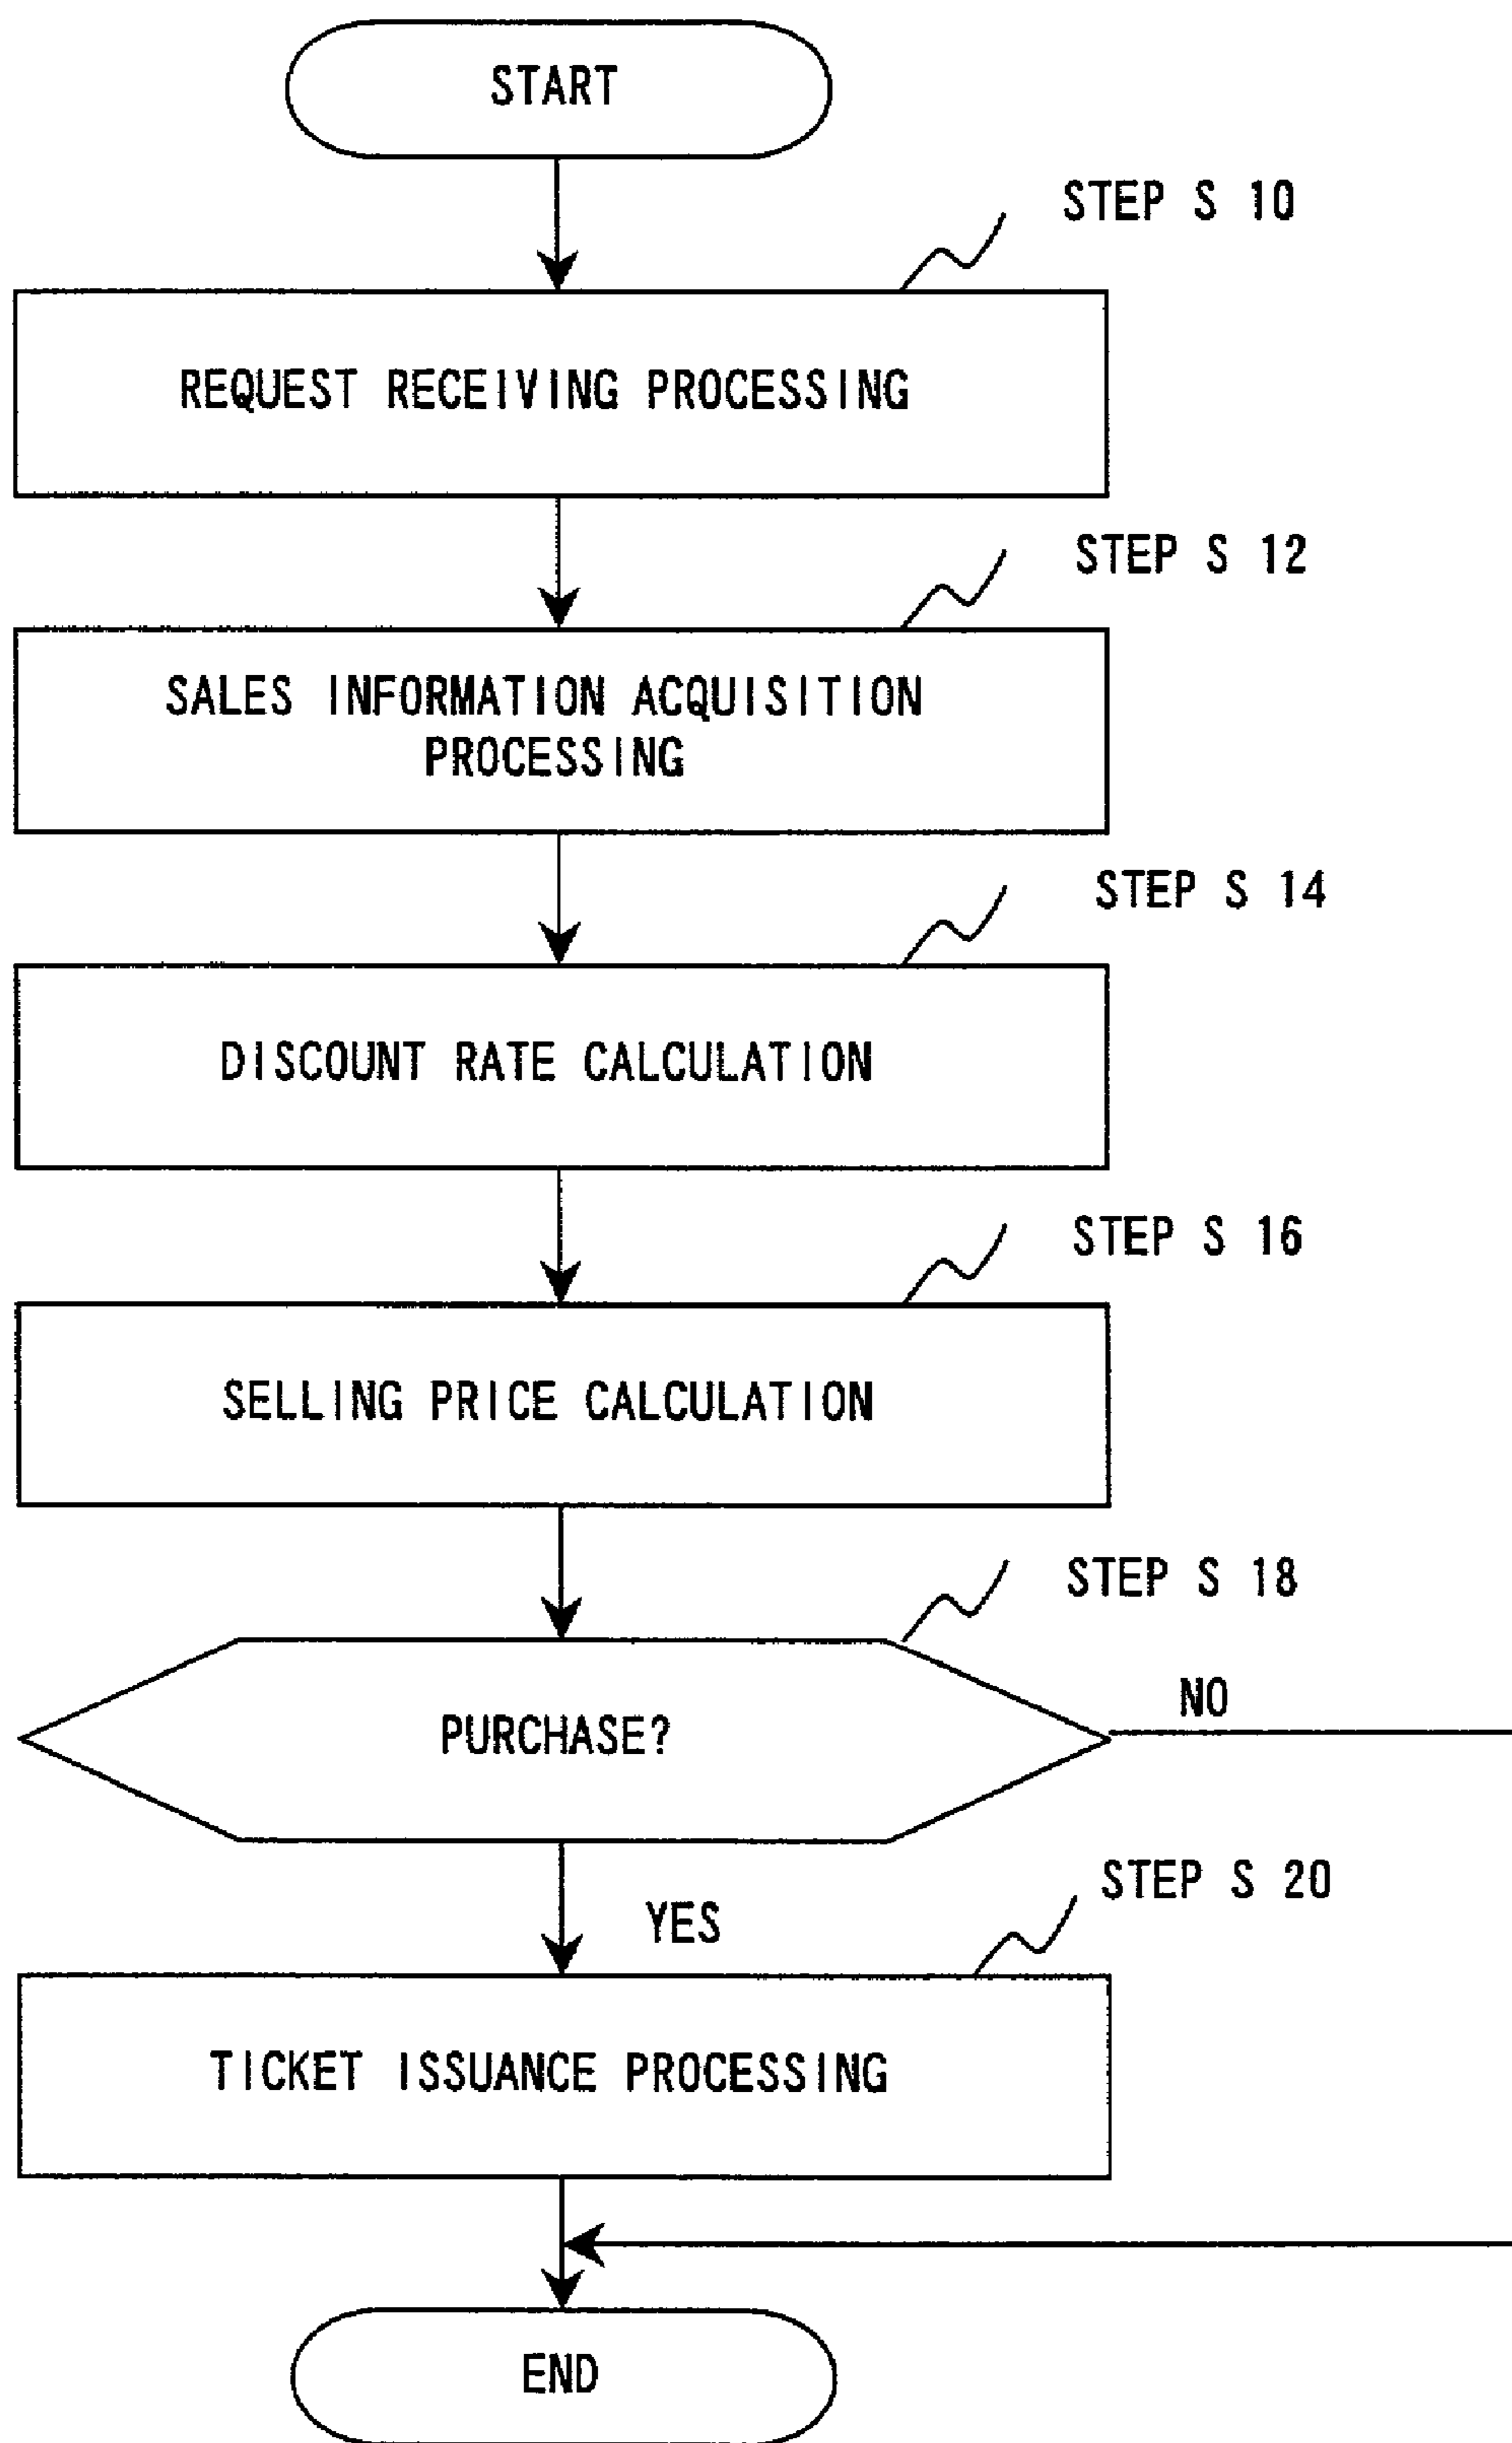 START
STEP S 10
REQUEST RECEIVING PROCESSING
STEP S 12
SALES INFORMATION ACQUISITION
PROCESSING
STEP S 14
DISCOUNT RATE CALCULATION
STEP S 16
SELLING PRICE CALCULATION
STEP S 18
PURCHASE?
NO
YES
STEP S 20
TICKET ISSUANCE PROCESSING
END